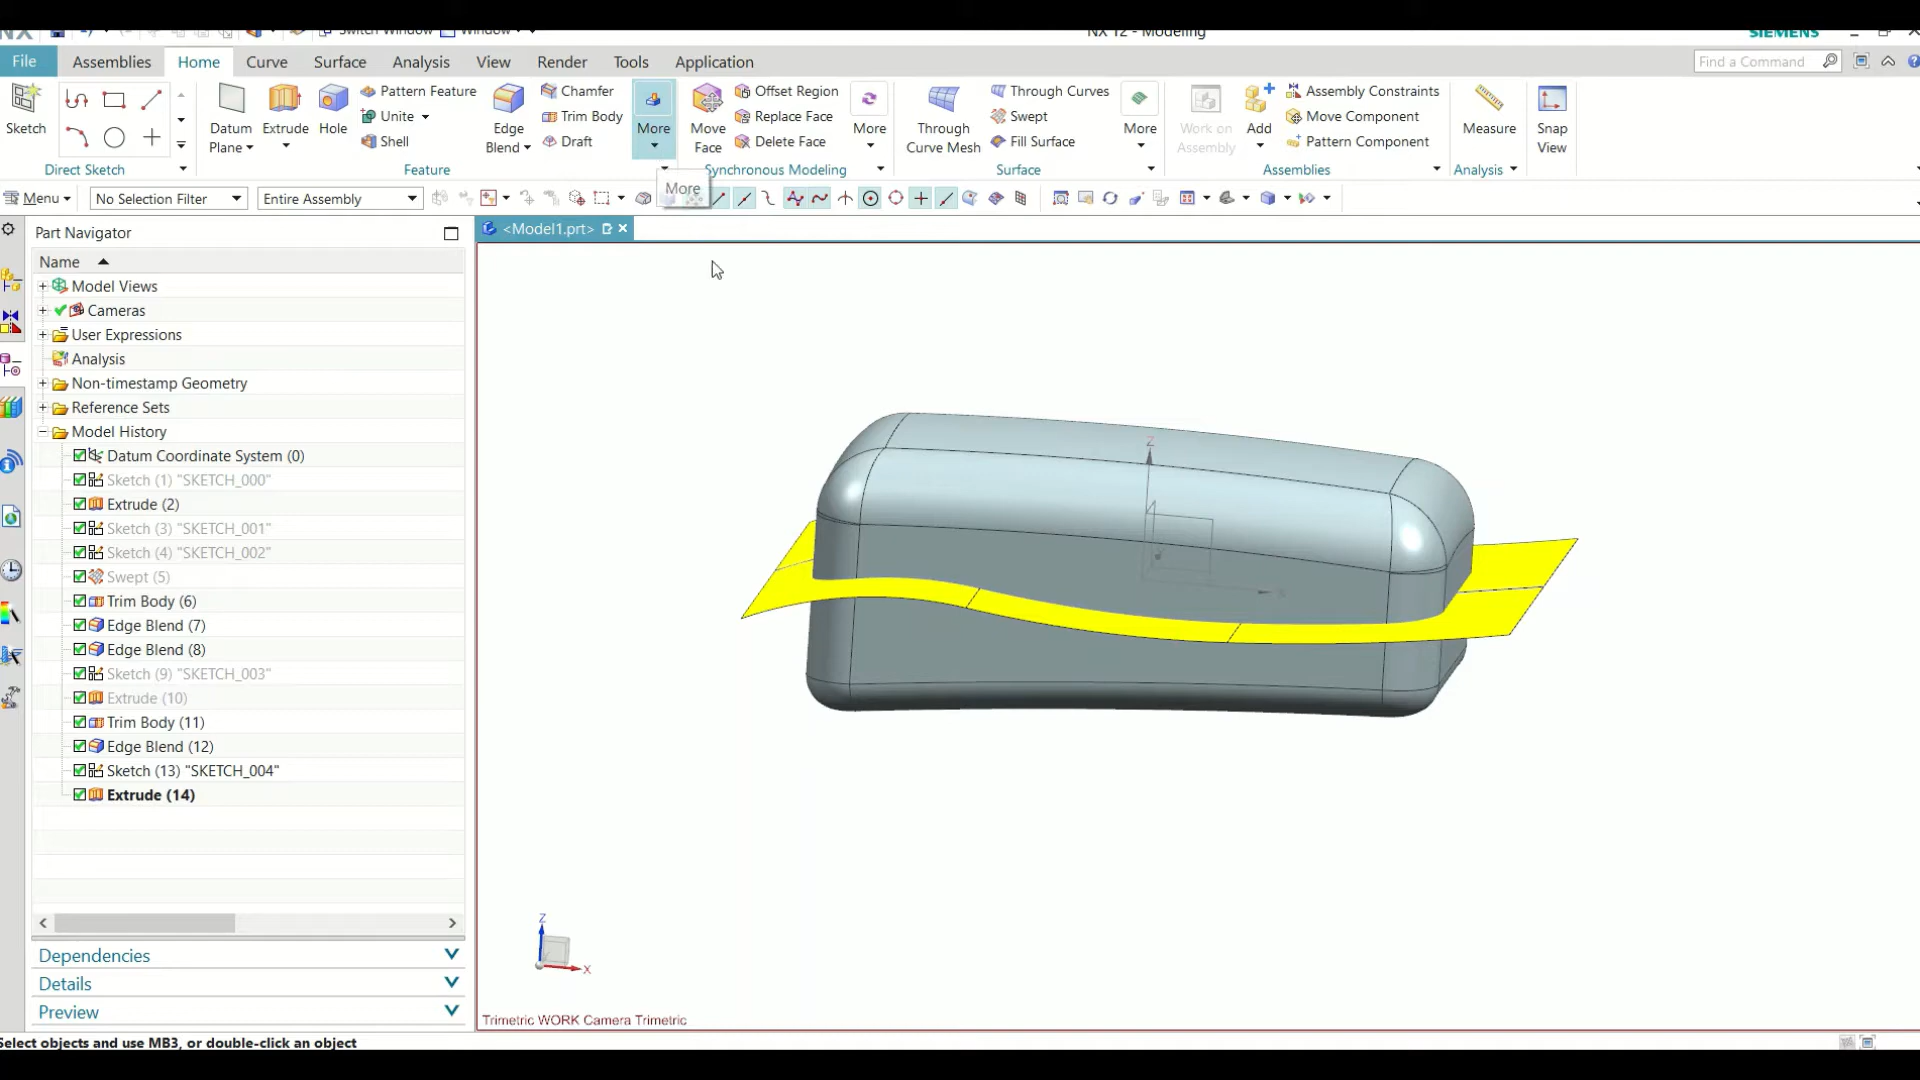 NX Switch Window Window NX 12 - Modeling SIEMENS
File Assemblies Home Curve Surface Analysis View Render Tools Application Find a Command
Sketch
Direct Sketch
Datum Plane
Extrude
Hole
Pattern Feature
Unite
Shell
Edge Blend
Chamfer
Trim Body
Draft
More
Feature
Move Face
Offset Region
Replace Face
Delete Face
More
Synchronous Modeling
Through Curve Mesh
Through Curves
Swept
Fill Surface
More
Surface
Work on Assembly
Add
Assembly Constraints
Move Component
Pattern Component
Assemblies
Measure
Analysis
Snap View
Menu No Selection Filter Entire Assembly
More
Part Navigator
<Model1.prt>
Name
Model Views
Cameras
User Expressions
Analysis
Non-timestamp Geometry
Reference Sets
Model History
Datum Coordinate System (0)
Sketch (1) "SKETCH_000"
Extrude (2)
Sketch (3) "SKETCH_001"
Sketch (4) "SKETCH_002"
Swept (5)
Trim Body (6)
Edge Blend (7)
Edge Blend (8)
Sketch (9) "SKETCH_003"
Extrude (10)
Trim Body (11)
Edge Blend (12)
Sketch (13) "SKETCH_004"
Extrude (14)
Dependencies
Details
Preview
Z
X
Z
X
Trimetric WORK Camera Trimetric
Select objects and use MB3, or double-click an object